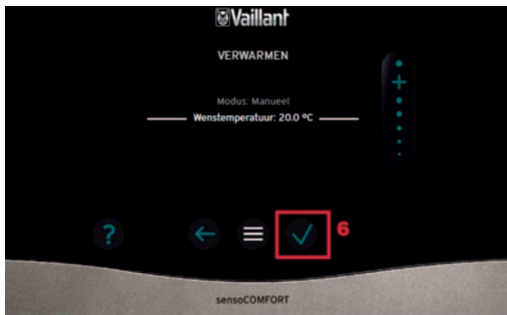 Vaillant
VERWARMEN
Modus: Manueel
Wenstemperatuur: 20.0 °C
+
?
6
sensoCOMFORT